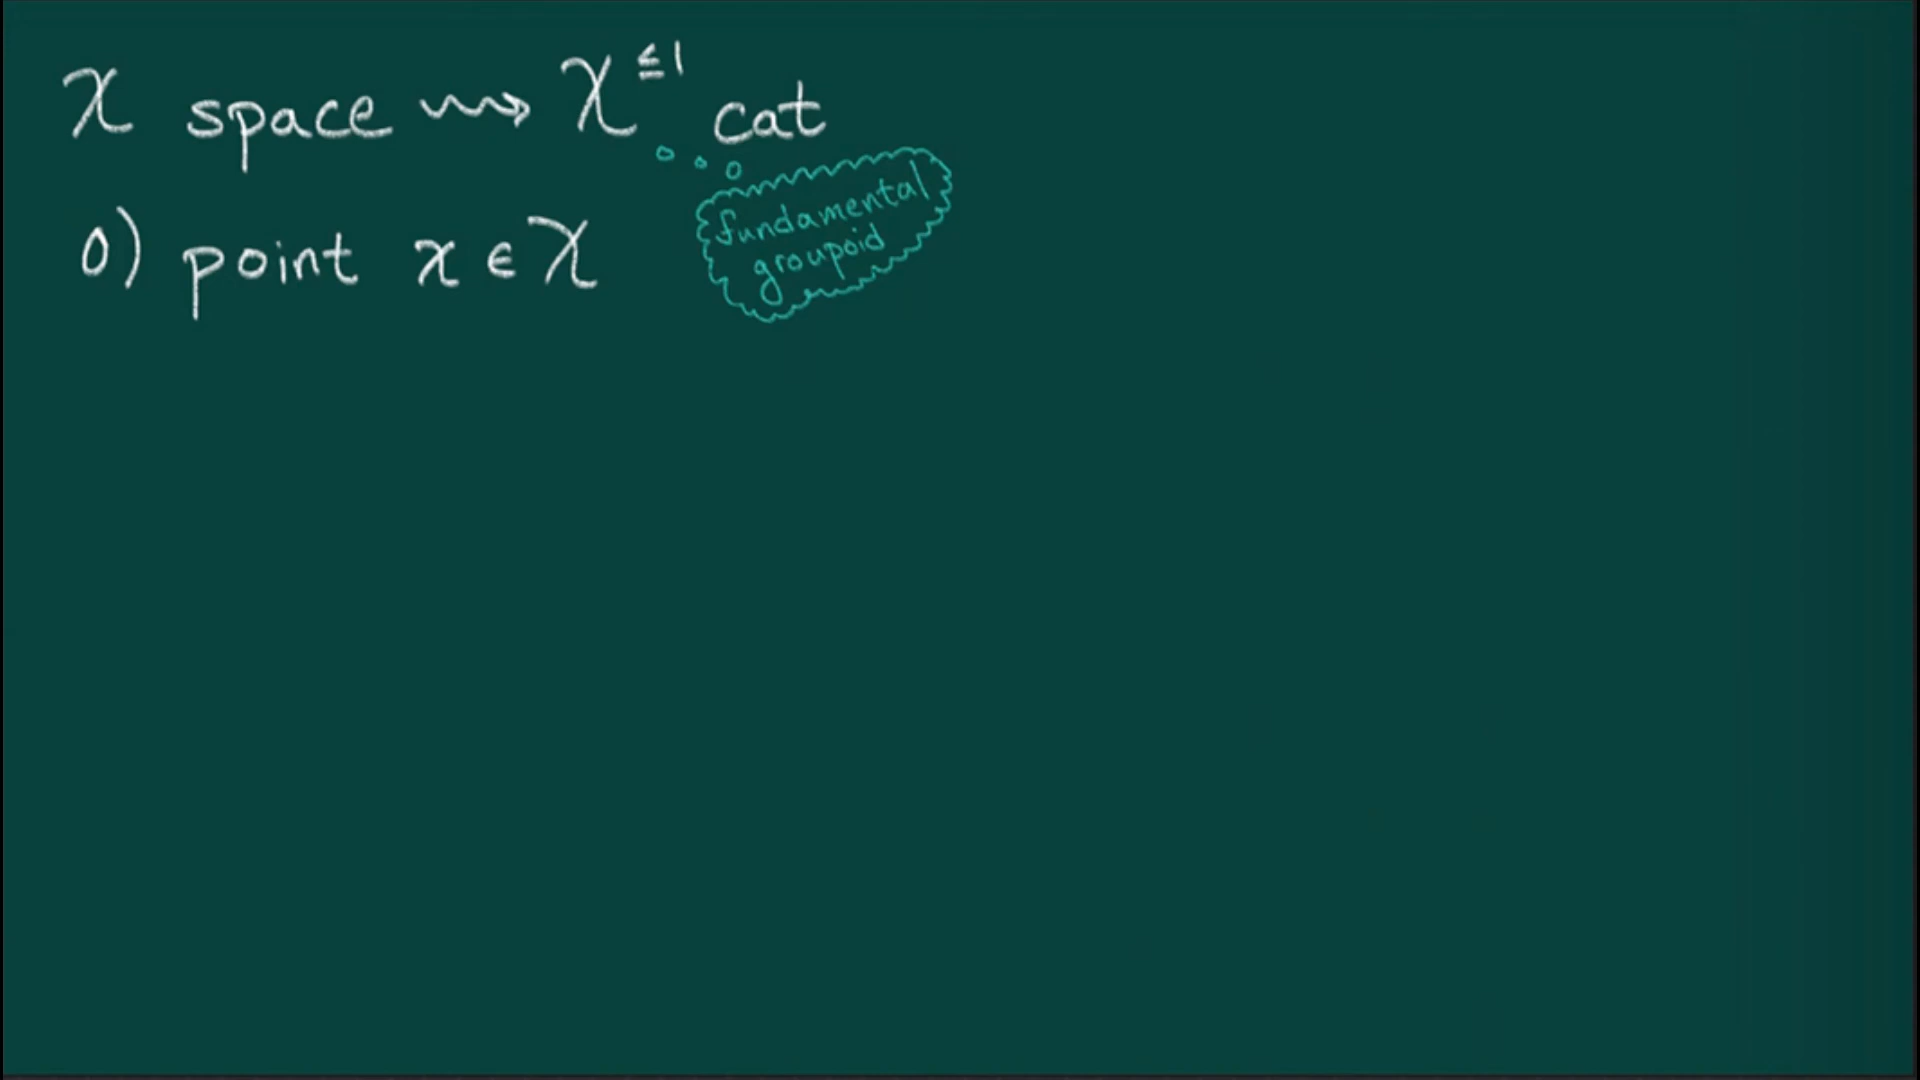 X space ⇝ X^≤1 cat
fundamental
groupoid
0) point x ∈ X